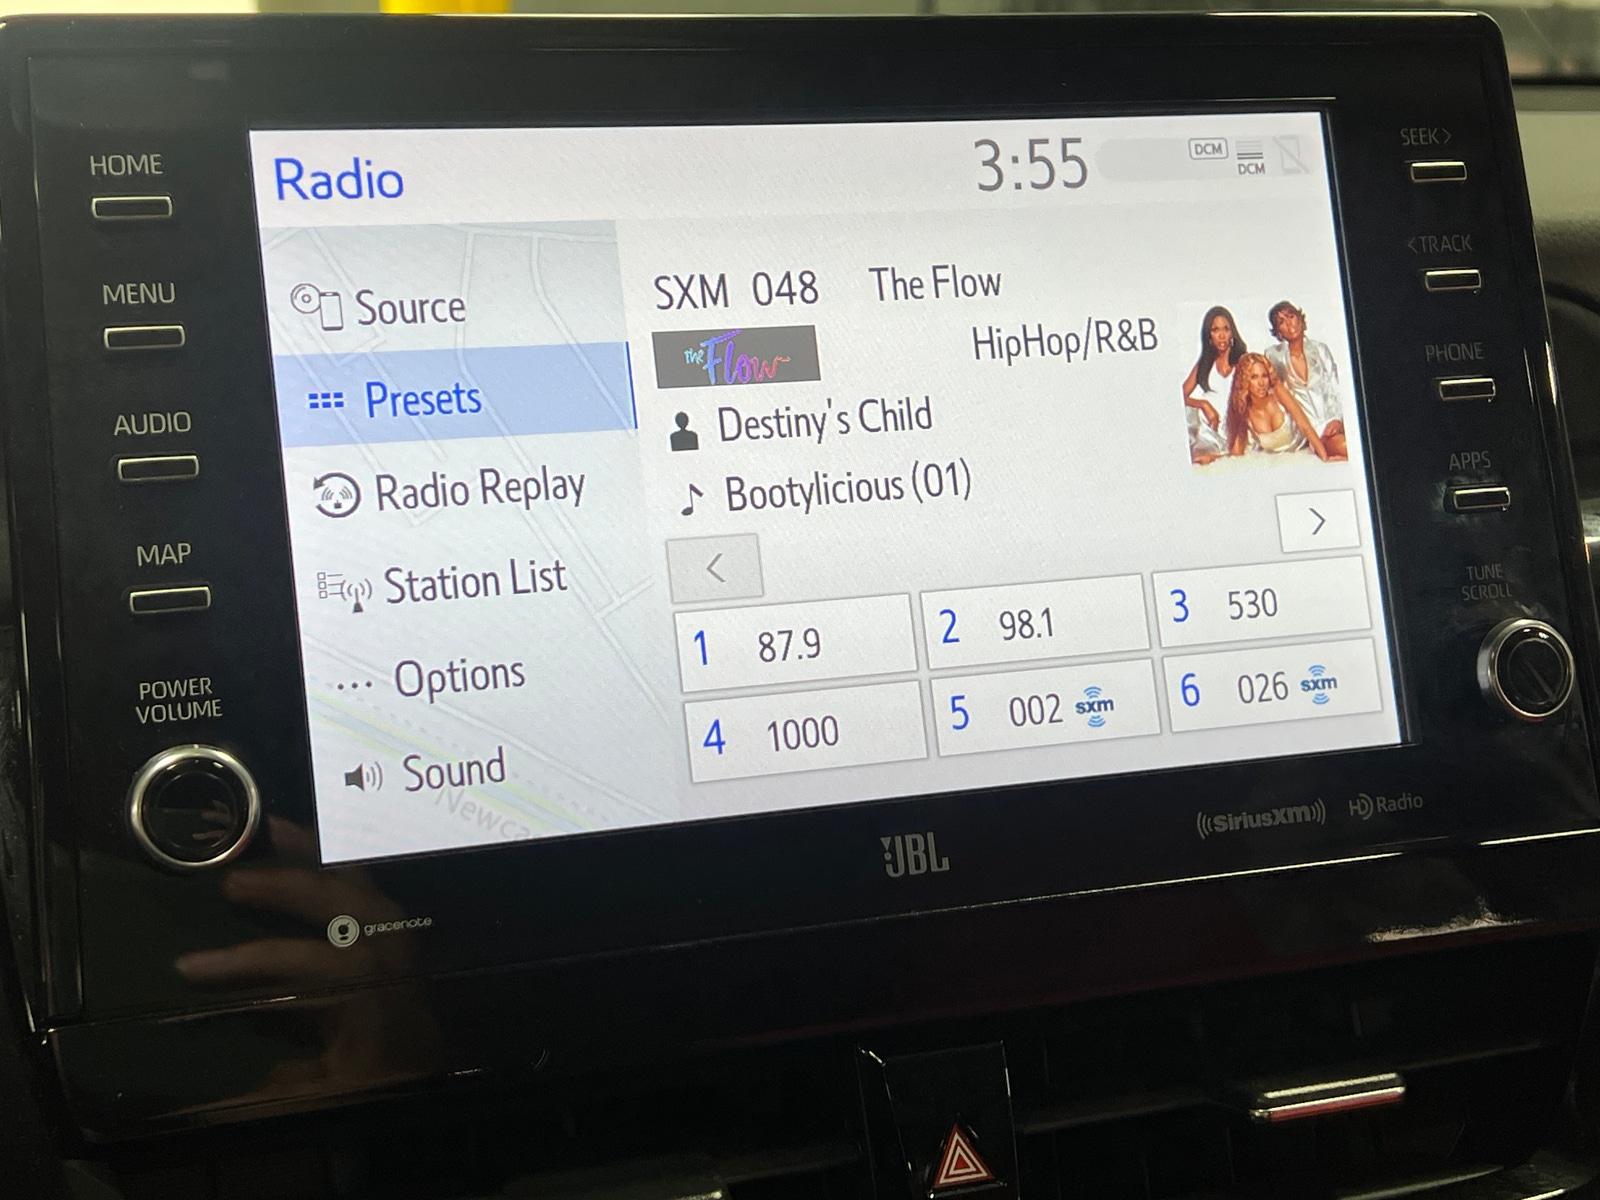 HOME
MENU
AUDIO
MAP
POWER
VOLUME
Radio
3:55
DCM
DCM
Source
Presets
Radio Replay
Station List
... Options
Sound
Newca
SXM 048 The Flow
The Flow
HipHop/R&B
Destiny's Child
Bootylicious (01)
<
>
1 87.9
2 98.1
3 530
4 1000
5 002 sxm
6 026 sxm
SEEK >
< TRACK
PHONE
APPS
TUNE
SCROLL
gracenote
JBL
((SiriusXM))
HD Radio